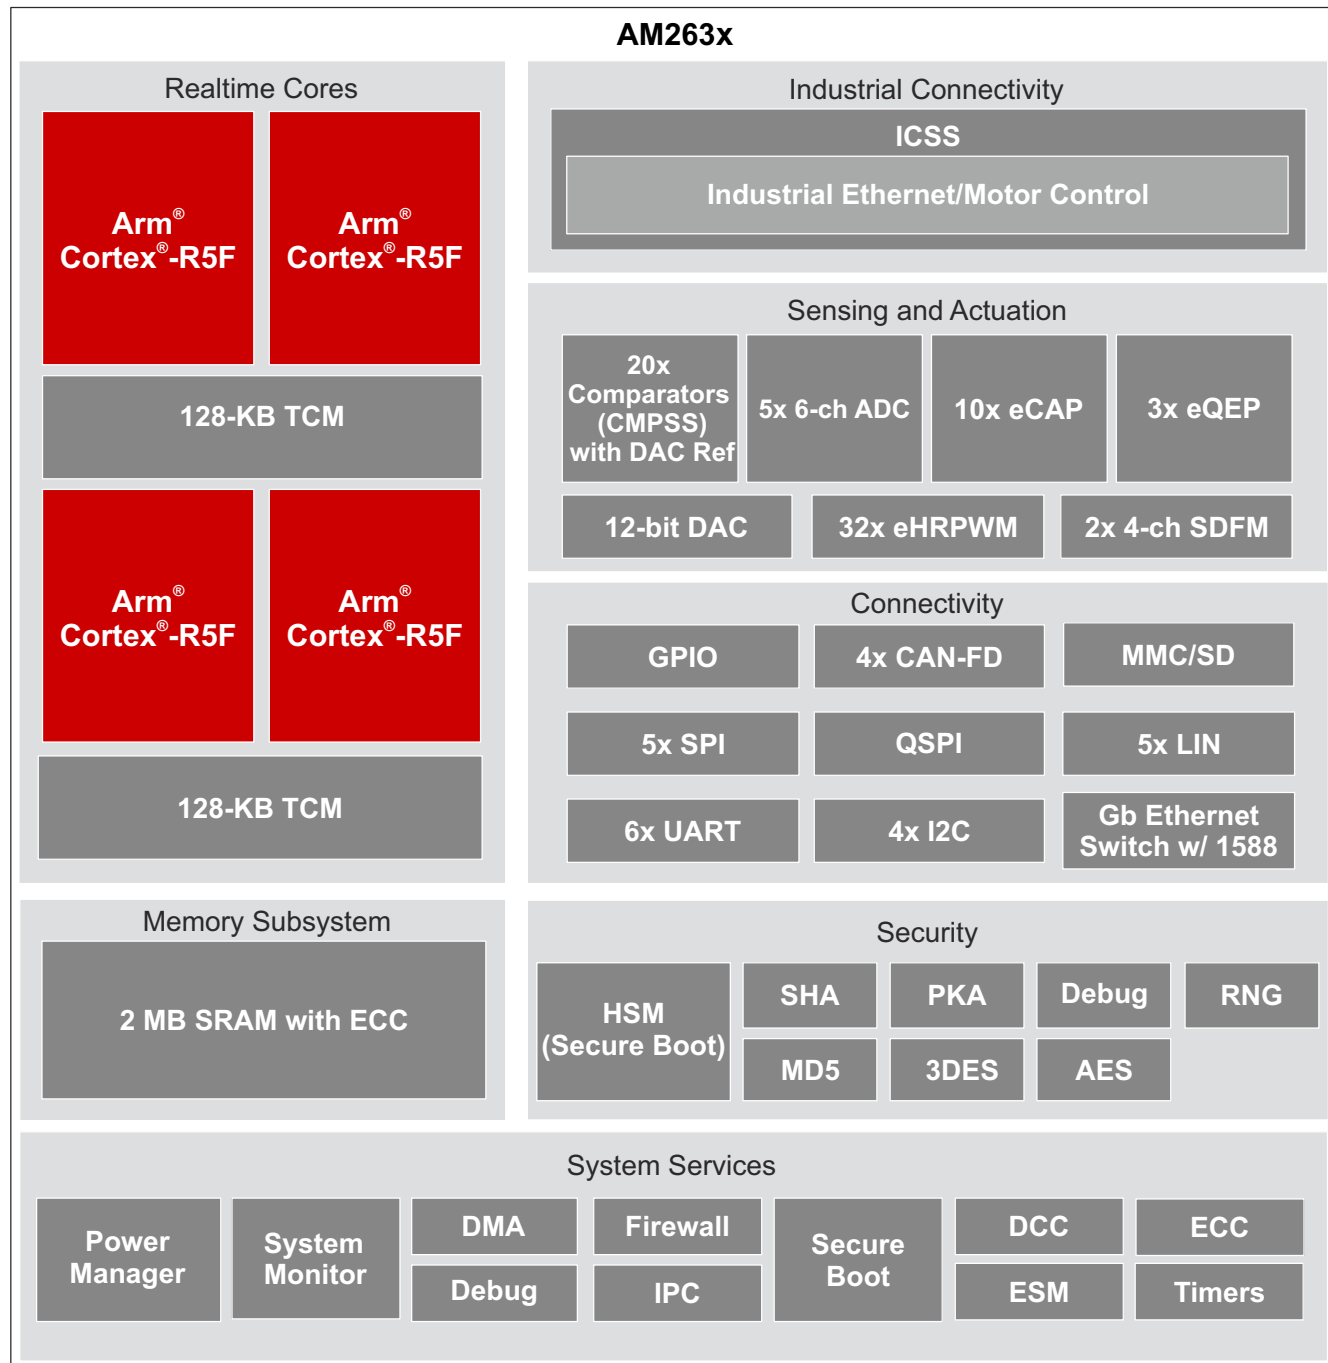 AM263x
Realtime Cores
Arm®
Cortex®-R5F
Arm®
Cortex®-R5F
128-KB TCM
Arm®
Cortex®-R5F
Arm®
Cortex®-R5F
128-KB TCM
Industrial Connectivity
ICSS
Industrial Ethernet/Motor Control
Sensing and Actuation
20x
Comparators
(CMPSS)
with DAC Ref
5x 6-ch ADC
10x eCAP
3x eQEP
12-bit DAC
32x eHRPWM
2x 4-ch SDFM
Connectivity
GPIO
4x CAN-FD
MMC/SD
5x SPI
QSPI
5x LIN
6x UART
4x I2C
Gb Ethernet
Switch w/ 1588
Memory Subsystem
2 MB SRAM with ECC
Security
HSM
(Secure Boot)
SHA
PKA
Debug
RNG
MD5
3DES
AES
System Services
Power
Manager
System
Monitor
DMA
Debug
Firewall
IPC
Secure
Boot
DCC
ESM
ECC
Timers